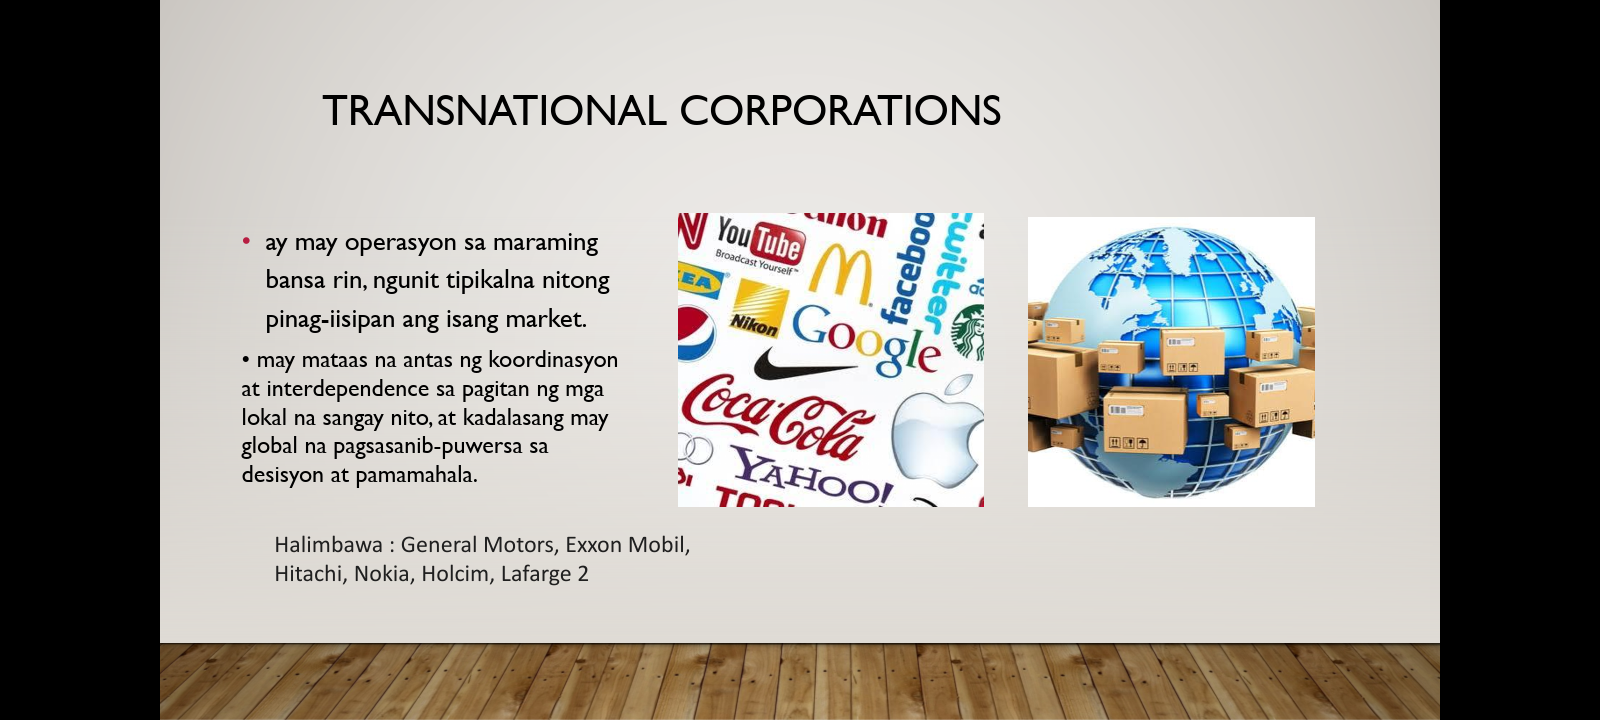 TRANSNATIONAL CORPORATIONS
• ay may operasyon sa maraming
bansa rin, ngunit tipikalna nitong
pinag-iisipan ang isang market.
• may mataas na antas ng koordinasyon
at interdependence sa pagitan ng mga
lokal na sangay nito, at kadalasang may
global na pagsasanib-puwersa sa
desisyon at pamamahala.
Halimbawa : General Motors, Exxon Mobil,
Hitachi, Nokia, Holcim, Lafarge 2
YouTube
Broadcast Yourself™
faceboo
twitter
EA
Nikon
Google
Coca-Cola
YAHOO!